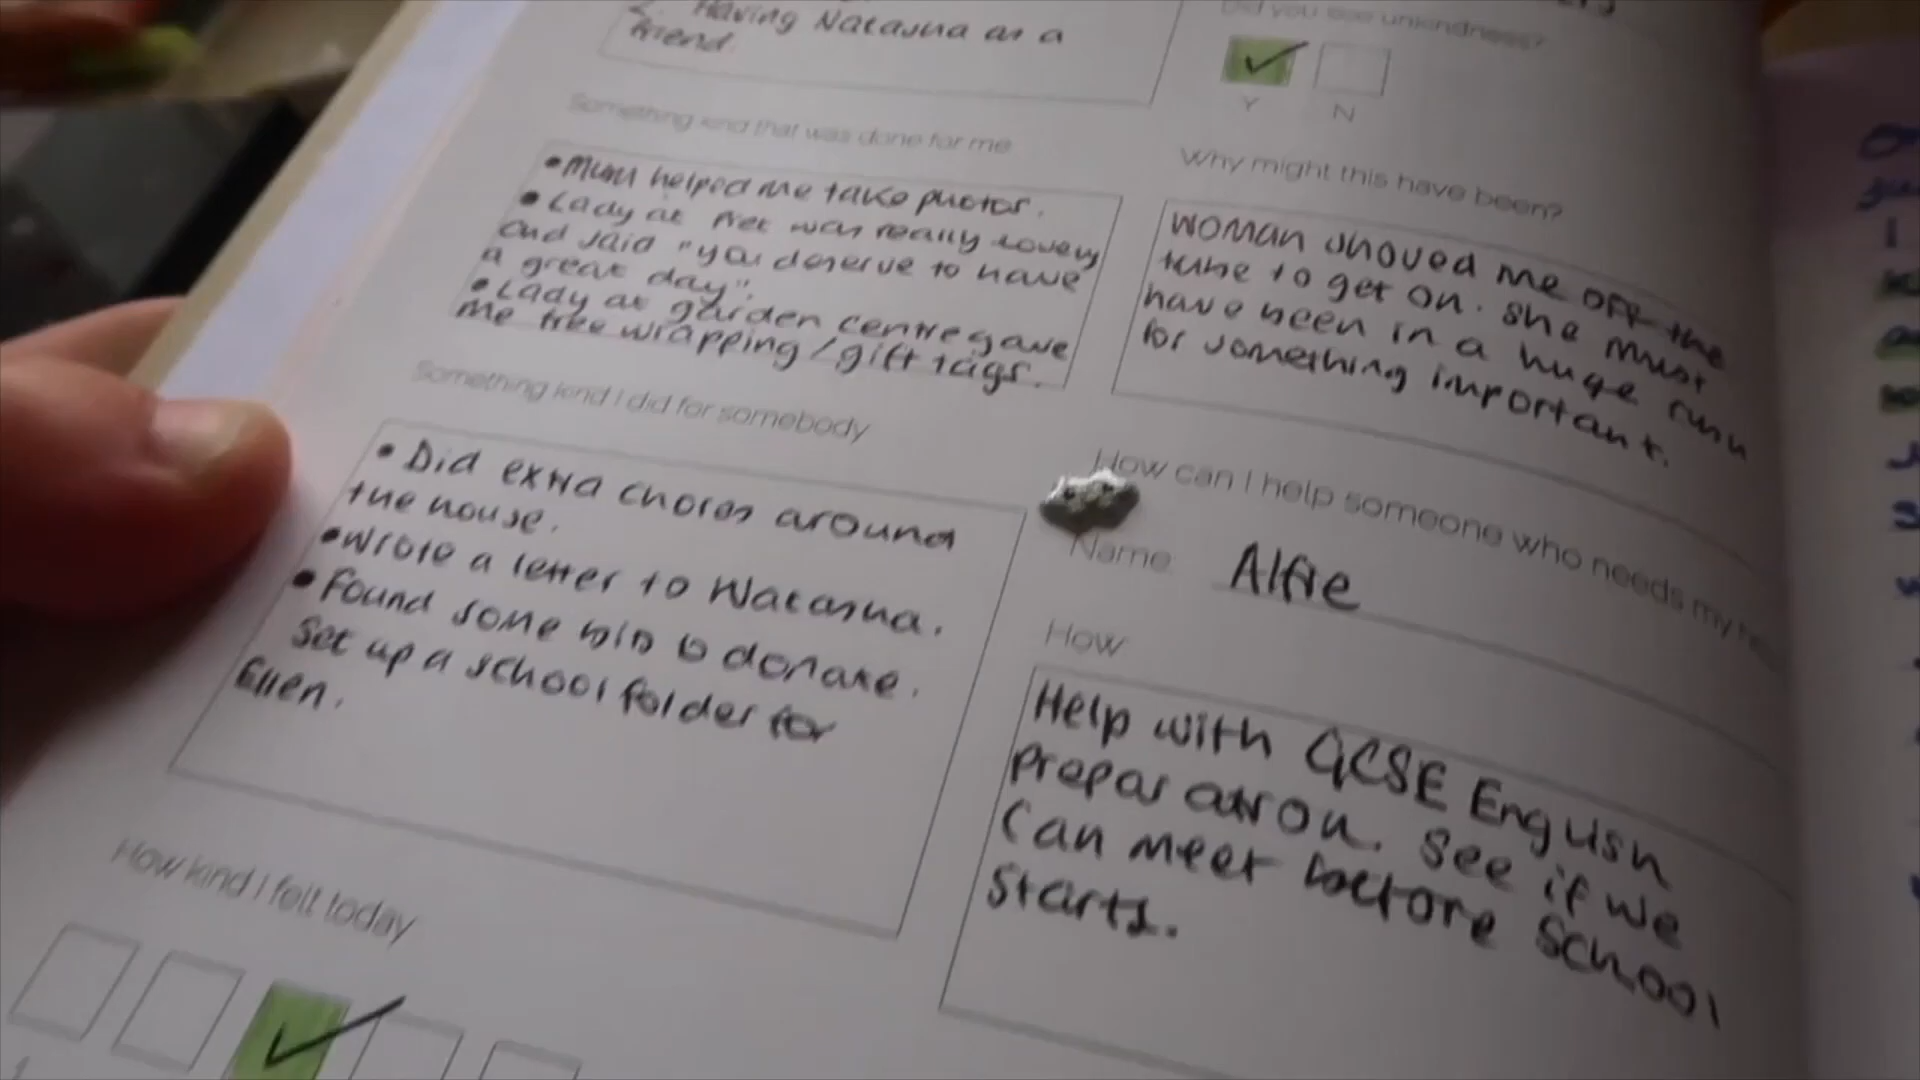 Having Natasha as a
friend.
Something kind that was done for me
• Mum helped me take photos.
• Lady at Pret was really lovely
and said "you deserve to have
a great day".
• Lady at garden centre gave
me free wrapping / gift tags.
Something kind I did for somebody
• Did extra chores around
the house.
• Wrote a letter to Natasha.
• Found some bits to donate.
Set up a school folder for
Ellen.
How kind I felt today
1
Did you see unkindness?
Y N
Why might this have been?
Woman shoved me off the
tube to get on. She must
have been in a huge rush
for something important.
How can I help someone who needs my
Name Alfie
How
Help with GCSE English
preparation. See if we
can meet before school
starts.